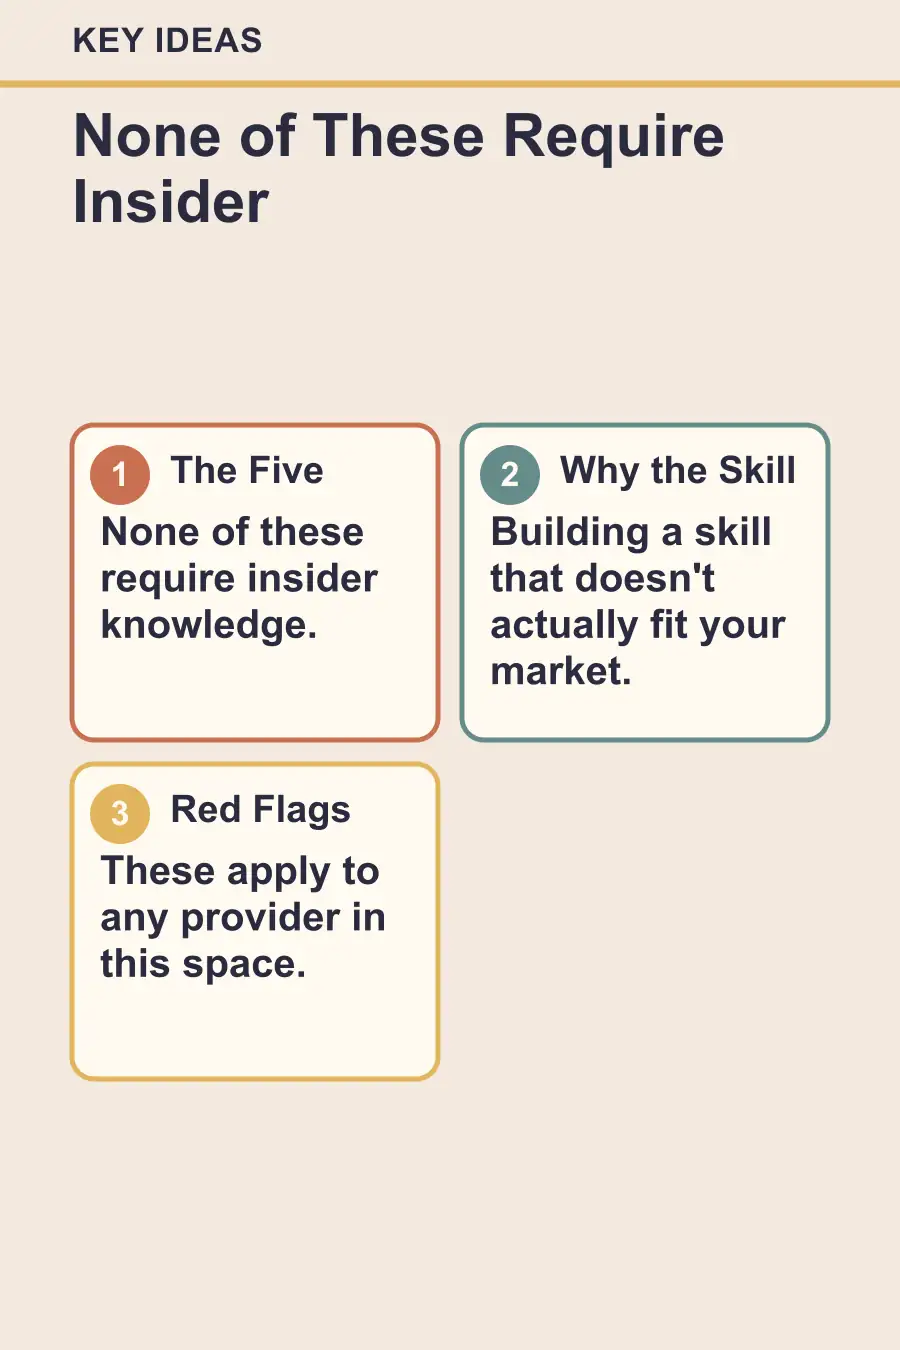 KEY IDEAS
None of These Require
Insider
1 The Five
None of these
require insider
knowledge.
2 Why the Skill
Building a skill
that doesn't
actually fit your
market.
3 Red Flags
These apply to
any provider in
this space.